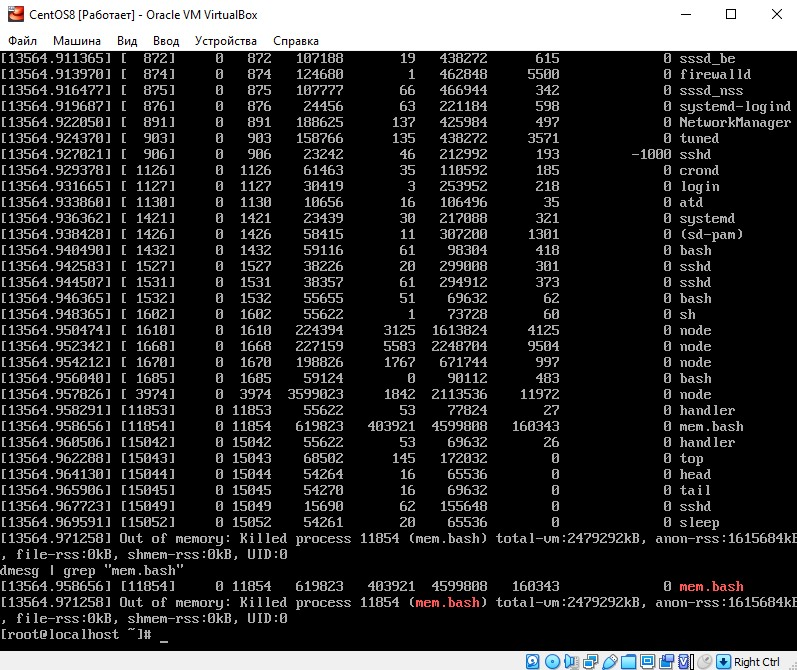 CentOS8 [Работает] - Oracle VM VirtualBox
Файл Машина Вид Ввод Устройства Справка
[13564.911365] [ 872] 0 872 107188 19 438272 615 0 sssd_be
[13564.913970] [ 874] 0 874 124680 1 462848 5500 0 firewalld
[13564.916477] [ 875] 0 875 107777 66 466944 342 0 sssd_nss
[13564.919687] [ 876] 0 876 24456 63 221184 598 0 systemd-logind
[13564.922050] [ 891] 0 891 188625 137 425984 497 0 NetworkManager
[13564.924370] [ 903] 0 903 158766 135 438272 3571 0 tuned
[13564.927021] [ 906] 0 906 23242 46 212992 193 -1000 sshd
[13564.929378] [ 1126] 0 1126 61463 35 110592 185 0 crond
[13564.931665] [ 1127] 0 1127 30419 3 253952 218 0 login
[13564.933860] [ 1130] 0 1130 10656 16 106496 35 0 atd
[13564.936362] [ 1421] 0 1421 23439 30 217088 321 0 systemd
[13564.938428] [ 1426] 0 1426 58415 11 307200 1301 0 (sd-pam)
[13564.940490] [ 1432] 0 1432 59116 61 98304 418 0 bash
[13564.942583] [ 1527] 0 1527 38226 20 299008 301 0 sshd
[13564.944507] [ 1531] 0 1531 38357 61 294912 373 0 sshd
[13564.946365] [ 1532] 0 1532 55655 51 69632 62 0 bash
[13564.948365] [ 1602] 0 1602 55622 1 73728 60 0 sh
[13564.950474] [ 1610] 0 1610 224394 3125 1613824 4125 0 node
[13564.952342] [ 1668] 0 1668 227159 5583 2248704 9504 0 node
[13564.954212] [ 1670] 0 1670 198826 1767 671744 997 0 node
[13564.956040] [ 1685] 0 1685 59124 0 90112 483 0 bash
[13564.957826] [ 3974] 0 3974 3599023 1842 2113536 11972 0 node
[13564.958291] [11853] 0 11853 55622 53 77824 27 0 handler
[13564.958656] [11854] 0 11854 619823 403921 4599808 160343 0 mem.bash
[13564.960506] [15042] 0 15042 55622 53 69632 26 0 handler
[13564.962288] [15043] 0 15043 68502 145 172032 0 0 top
[13564.964130] [15044] 0 15044 54264 16 65536 0 0 head
[13564.965906] [15045] 0 15045 54270 16 69632 0 0 tail
[13564.967723] [15049] 0 15049 15690 62 155648 0 0 sshd
[13564.969591] [15052] 0 15052 54261 20 65536 0 0 sleep
[13564.971258] Out of memory: Killed process 11854 (mem.bash) total-vm:2479292kB, anon-rss:1615684kB
, file-rss:0kB, shmem-rss:0kB, UID:0
dmesg | grep "mem.bash"
[13564.958656] [11854] 0 11854 619823 403921 4599808 160343 0 mem.bash
[13564.971258] Out of memory: Killed process 11854 (mem.bash) total-vm:2479292kB, anon-rss:1615684kB
, file-rss:0kB, shmem-rss:0kB, UID:0
[root@localhost ~]# _
Right Ctrl